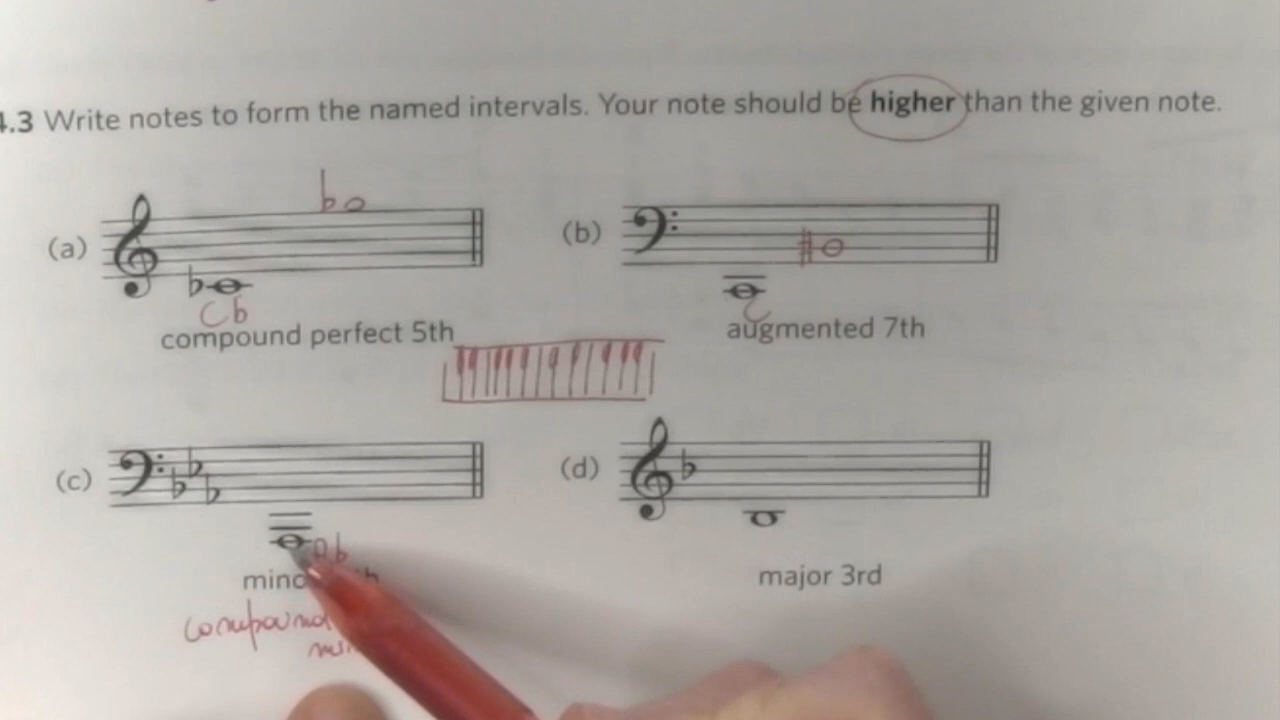 4.3 Write notes to form the named intervals. Your note should be higher than the given note.
(a)
Cb
compound perfect 5th
(b)
C
augmented 7th
(c)
compound
(d)
major 3rd